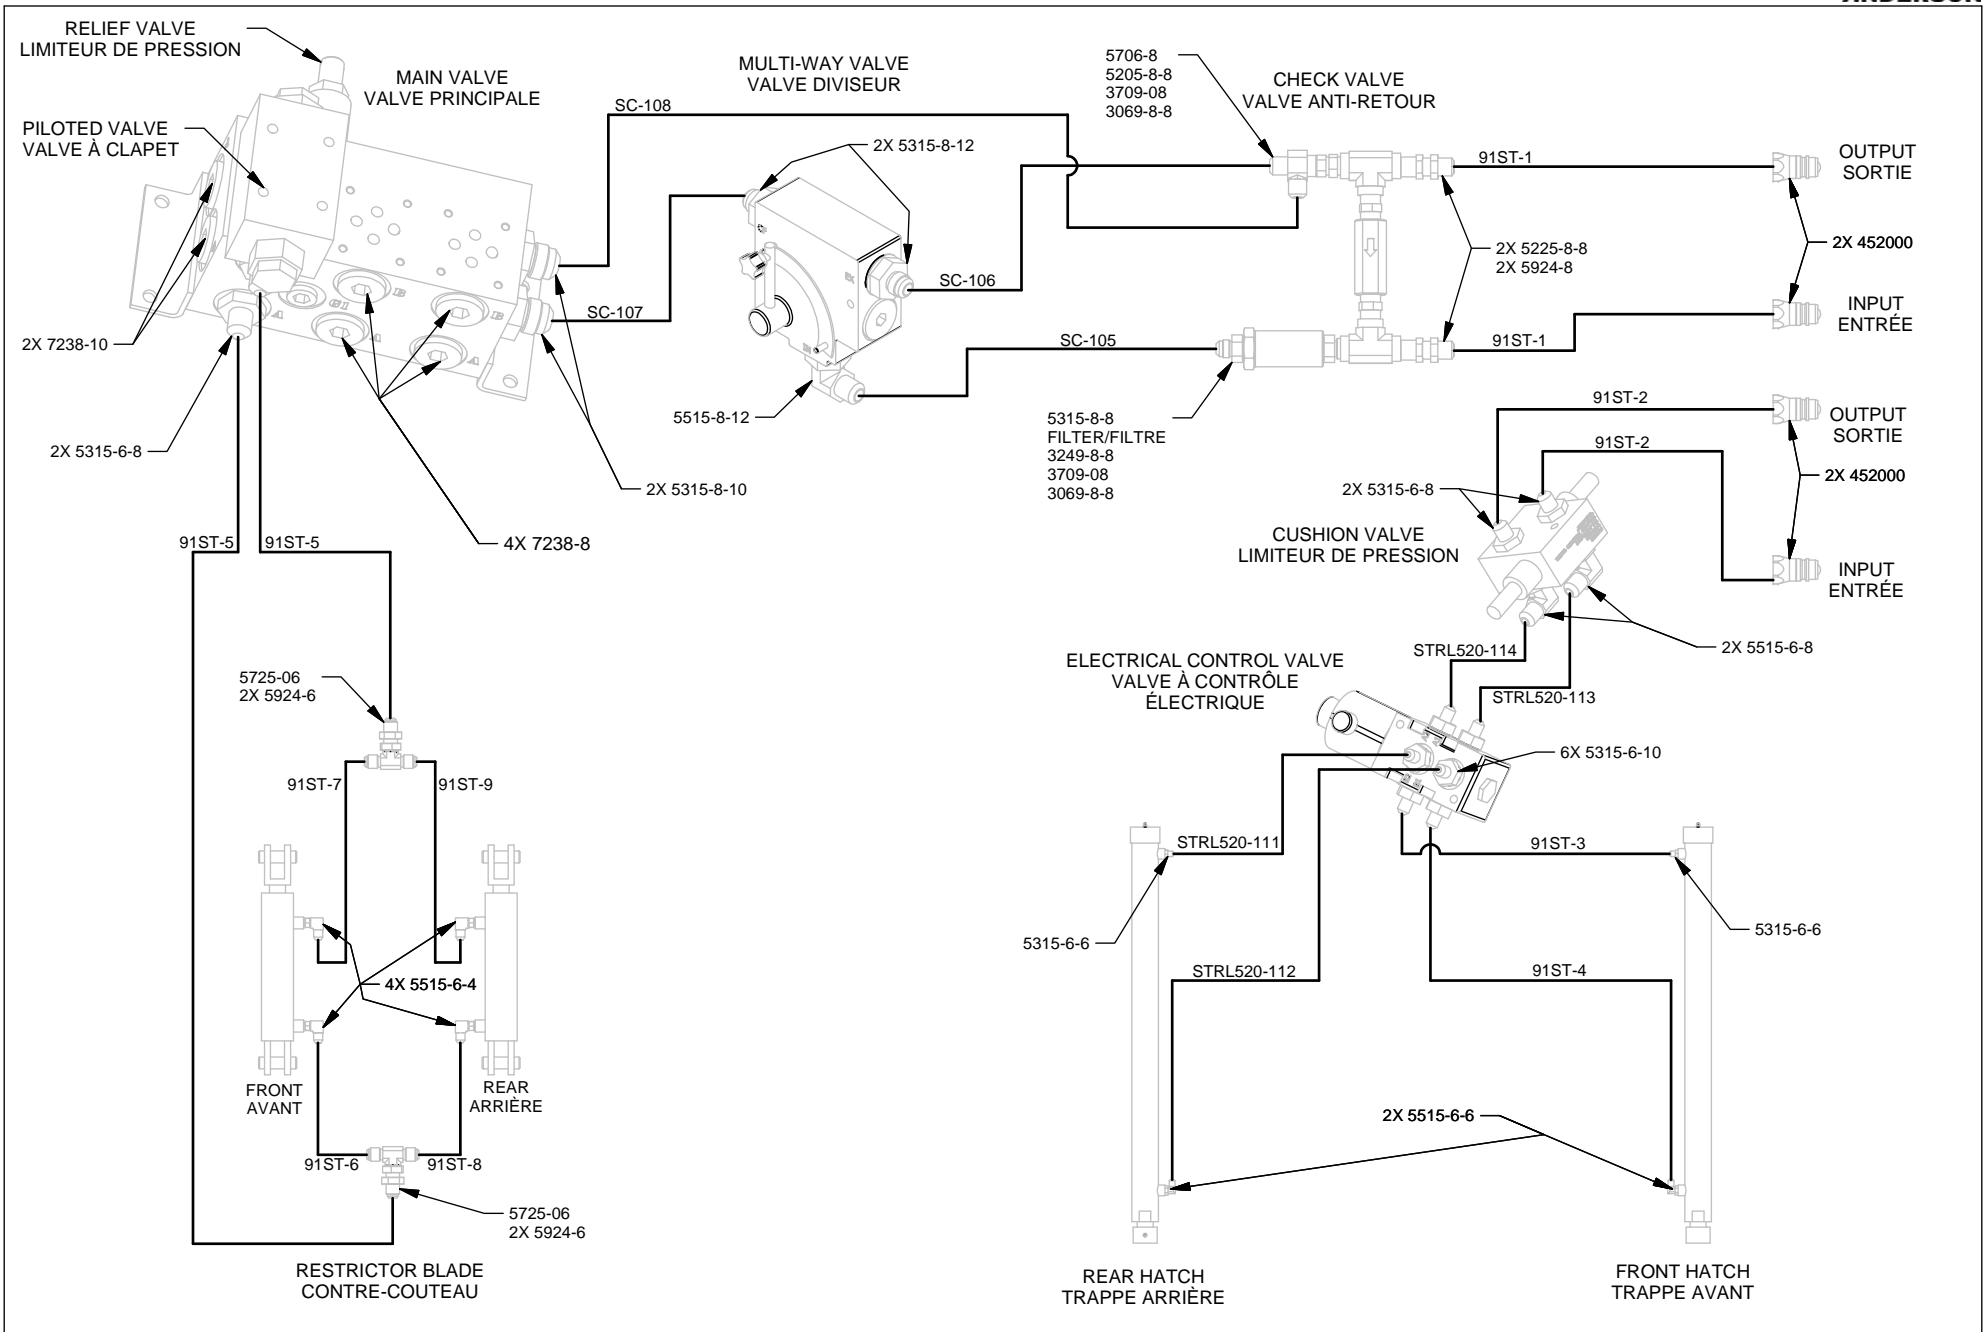 RELIEF VALVE
LIMITEUR DE PRESSION
MAIN VALVE
VALVE PRINCIPALE
PILOTED VALVE
VALVE À CLAPET
MULTI-WAY VALVE
VALVE DIVISEUR
5706-8
5205-8-8
3709-08
3069-8-8
CHECK VALVE
VALVE ANTI-RETOUR
SC-108
2X 5315-8-12
91ST-1
OUTPUT
SORTIE
2X 5225-8-8
2X 5924-8
2X 452000
SC-106
SC-107
INPUT
ENTRÉE
SC-105
91ST-1
2X 7238-10
5515-8-12
5315-8-8
FILTER/FILTRE
3249-8-8
3709-08
3069-8-8
91ST-2
OUTPUT
SORTIE
91ST-2
2X 452000
2X 5315-6-8
2X 5315-8-10
2X 5315-6-8
CUSHION VALVE
LIMITEUR DE PRESSION
91ST-5
91ST-5
4X 7238-8
INPUT
ENTRÉE
2X 5515-6-8
STRL520-114
ELECTRICAL CONTROL VALVE
VALVE À CONTRÔLE
ÉLECTRIQUE
STRL520-113
5725-06
2X 5924-6
6X 5315-6-10
91ST-7
91ST-9
STRL520-111
91ST-3
5315-6-6
5315-6-6
STRL520-112
91ST-4
4X 5515-6-4
FRONT
AVANT
REAR
ARRIÈRE
2X 5515-6-6
91ST-6
91ST-8
5725-06
2X 5924-6
RESTRICTOR BLADE
CONTRE-COUTEAU
REAR HATCH
TRAPPE ARRIÈRE
FRONT HATCH
TRAPPE AVANT